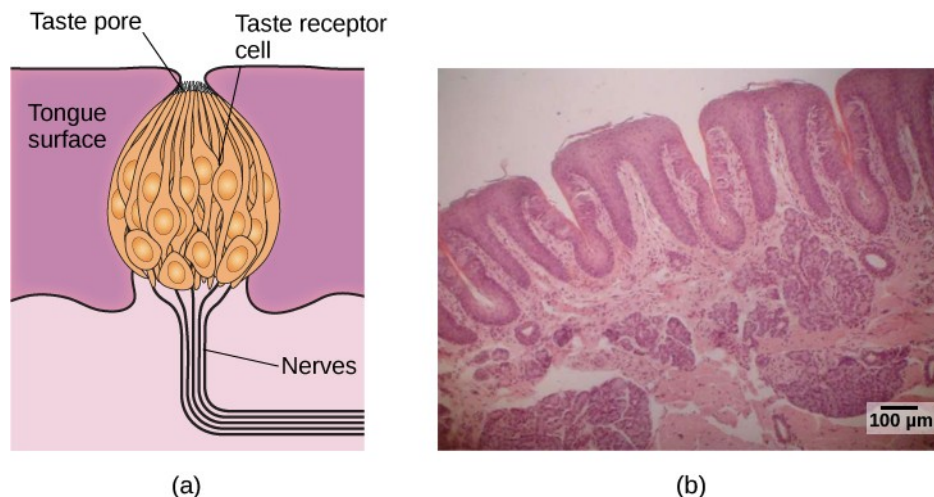 Taste pore
Taste receptor
cell
Tongue
surface
Nerves
100 µm
(a)
(b)